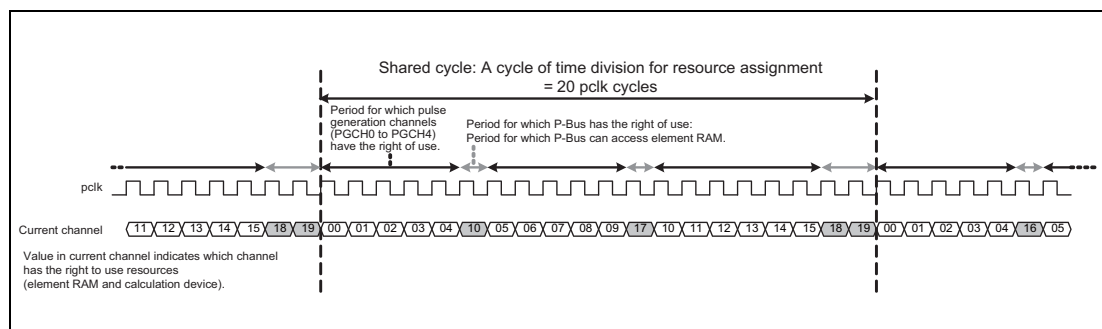 Shared cycle: A cycle of time division for resource assignment
= 20 pclk cycles
Period for which pulse
generation channels
(PGCH0 to PGCH4)
have the right of use.
Period for which P-Bus has the right of use:
Period for which P-Bus can access element RAM.
pclk
Current channel
11 12 13 14 15 18 19 00 01 02 03 04 10 05 06 07 08 09 17 10 11 12 13 14 15 18 19 00 01 02 03 04 16 05
Value in current channel indicates which channel
has the right to use resources
(element RAM and calculation device).